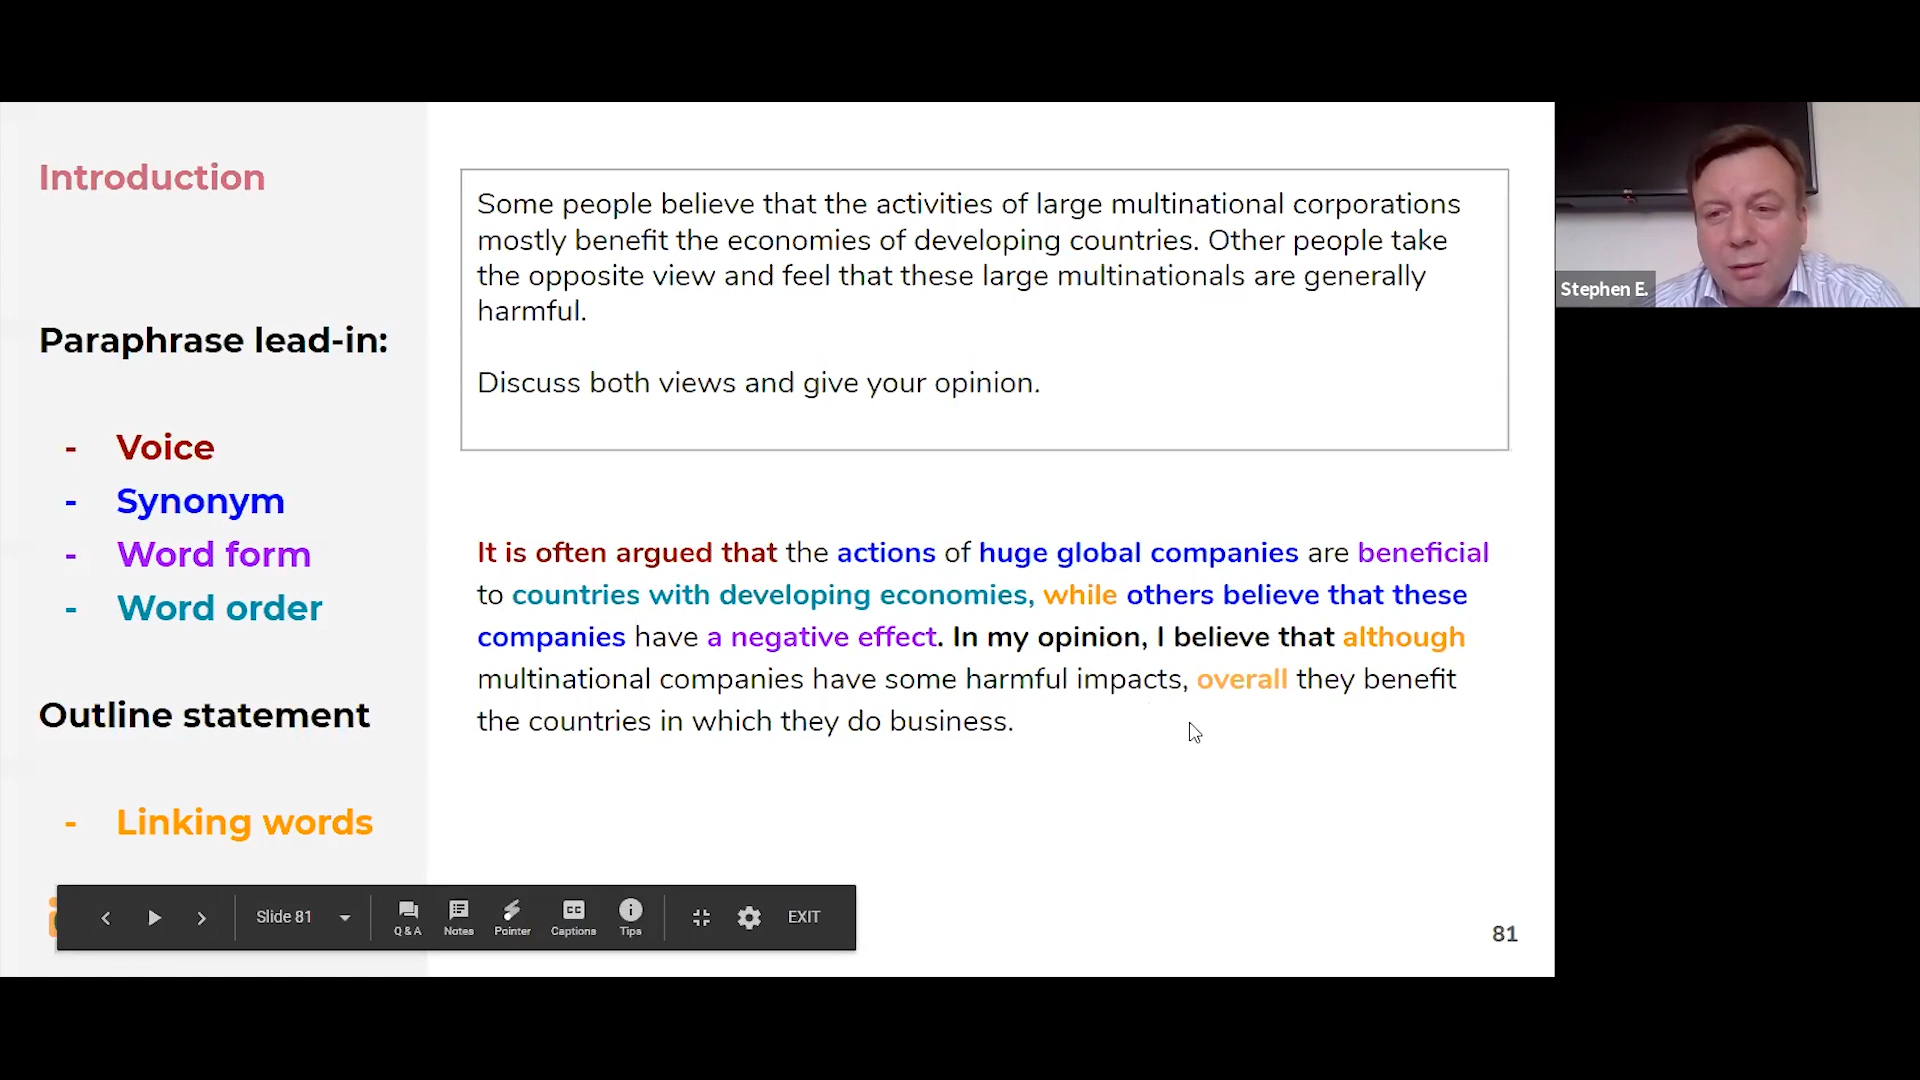 Introduction
Paraphrase lead-in:
- Voice
- Synonym
- Word form
- Word order
Outline statement
- Linking words
Some people believe that the activities of large multinational corporations
mostly benefit the economies of developing countries. Other people take
the opposite view and feel that these large multinationals are generally
harmful.
Discuss both views and give your opinion.
It is often argued that the actions of huge global companies are beneficial
to countries with developing economies, while others believe that these
companies have a negative effect. In my opinion, I believe that although
multinational companies have some harmful impacts, overall they benefit
the countries in which they do business.
Stephen E.
Slide 81
Q & A
Notes
Pointer
CC
Captions
Tips
EXIT
81